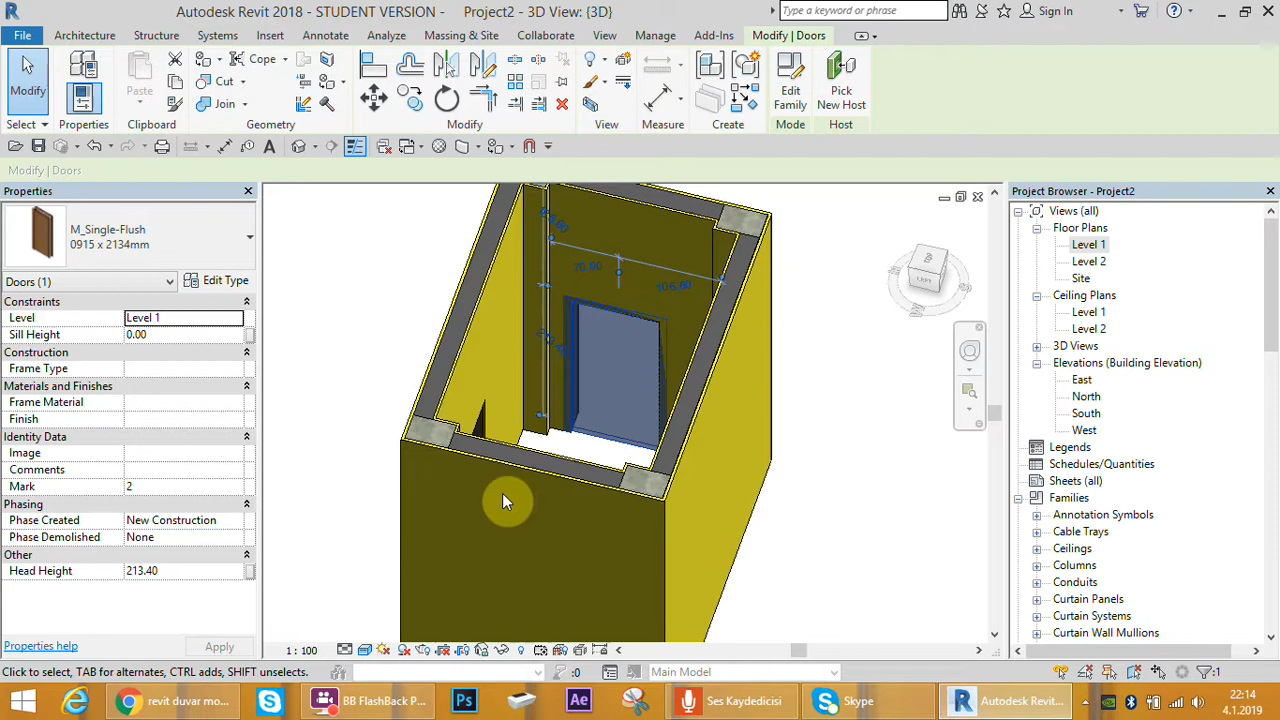 Autodesk Revit 2018 - STUDENT VERSION -    Project2 - 3D View: {3D}
Type a keyword or phrase
Sign In
File
Architecture
Structure
Systems
Insert
Annotate
Analyze
Massing & Site
Collaborate
View
Manage
Add-Ins
Modify | Doors
Modify
Paste
Cope
Cut
Join
Edit Family
Pick New Host
Select
Properties
Clipboard
Geometry
Modify
View
Measure
Create
Mode
Host
Modify | Doors
Properties
M_Single-Flush
0915 x 2134mm
Doors (1)
Edit Type
Constraints
Level Level 1
Sill Height 0.00
Construction
Frame Type
Materials and Finishes
Frame Material
Finish
Identity Data
Image
Comments
Mark 2
Phasing
Phase Created New Construction
Phase Demolished None
Other
Head Height 213.40
Properties help
Apply
70.00
106.00
LEFT
Project Browser - Project2
Views (all)
Floor Plans
Level 1
Level 2
Site
Ceiling Plans
Level 1
Level 2
3D Views
Elevations (Building Elevation)
East
North
South
West
Legends
Schedules/Quantities
Sheets (all)
Families
Annotation Symbols
Cable Trays
Ceilings
Columns
Conduits
Curtain Panels
Curtain Systems
Curtain Wall Mullions
1 : 100
Click to select, TAB for alternates, CTRL adds, SHIFT unselects.
:0
Main Model
:1
revit duvar mo...
BB FlashBack P...
Ps
Ae
Ses Kaydedicisi
Skype
Autodesk Revit...
22:14
4.1.2019